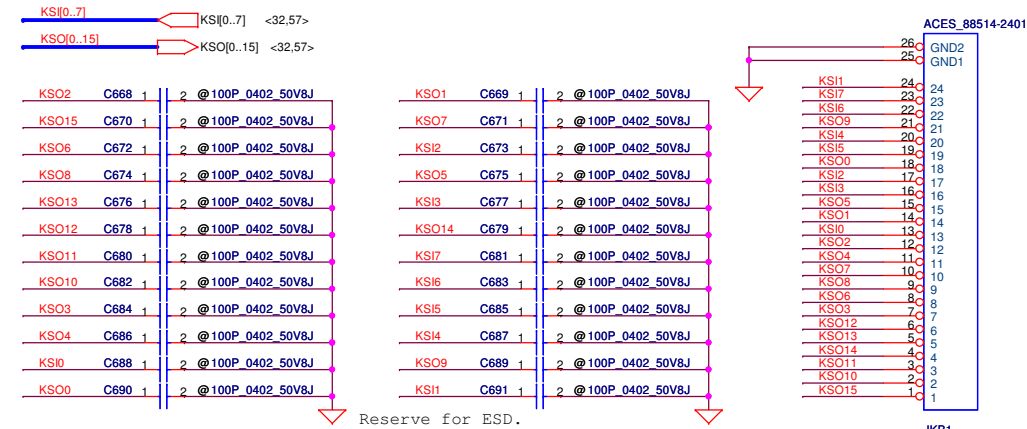 KSI[0..7] KSI[0..7] <32,57>
KSO[0..15] KSO[0..15] <32,57>
KSO2 C668 1 2 @100P_0402_50V8J
KSO15 C670 1 2 @100P_0402_50V8J
KSO6 C672 1 2 @100P_0402_50V8J
KSO8 C674 1 2 @100P_0402_50V8J
KSO13 C676 1 2 @100P_0402_50V8J
KSO12 C678 1 2 @100P_0402_50V8J
KSO11 C680 1 2 @100P_0402_50V8J
KSO10 C682 1 2 @100P_0402_50V8J
KSO3 C684 1 2 @100P_0402_50V8J
KSO4 C686 1 2 @100P_0402_50V8J
KSI0 C688 1 2 @100P_0402_50V8J
KSO0 C690 1 2 @100P_0402_50V8J
Reserve for ESD.
KSO1 C669 1 2 @100P_0402_50V8J
KSO7 C671 1 2 @100P_0402_50V8J
KSI2 C673 1 2 @100P_0402_50V8J
KSO5 C675 1 2 @100P_0402_50V8J
KSI3 C677 1 2 @100P_0402_50V8J
KSO14 C679 1 2 @100P_0402_50V8J
KSI7 C681 1 2 @100P_0402_50V8J
KSI6 C683 1 2 @100P_0402_50V8J
KSI5 C685 1 2 @100P_0402_50V8J
KSI4 C687 1 2 @100P_0402_50V8J
KSO9 C689 1 2 @100P_0402_50V8J
KSI1 C691 1 2 @100P_0402_50V8J
ACES_88514-2401
26 GND2
25 GND1
KSI1 24 24
KSI7 23 23
KSI6 22 22
KSO9 21 21
KSI4 20 20
KSI5 19 19
KSO0 18 18
KSI2 17 17
KSI3 16 16
KSO5 15 15
KSO1 14 14
KSI0 13 13
KSO2 12 12
KSO4 11 11
KSO7 10 10
KSO8 9 9
KSO6 8 8
KSO3 7 7
KSO12 6 6
KSO13 5 5
KSO14 4 4
KSO11 3 3
KSO10 2 2
KSO15 1 1